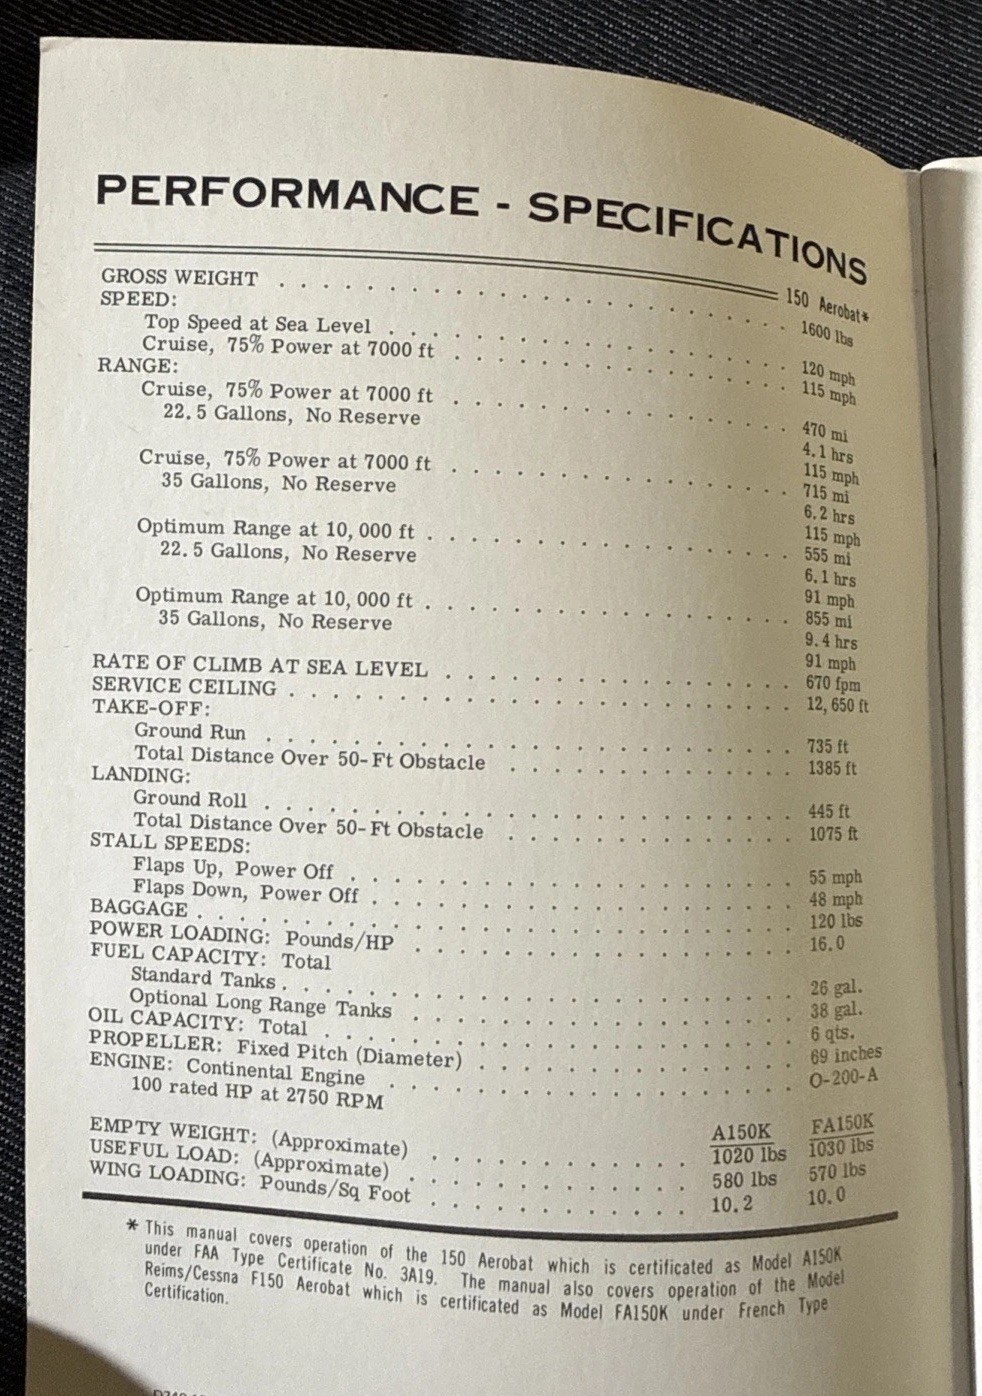 PERFORMANCE - SPECIFICATIONS
150 Aerobat*
GROSS WEIGHT . . . . . . . . . . . . . . . . . . . . . . . 1600 lbs
SPEED:
Top Speed at Sea Level . . . . . . . . . . . . . . . . . . 120 mph
Cruise, 75% Power at 7000 ft . . . . . . . . . . . . . . . 115 mph
RANGE:
Cruise, 75% Power at 7000 ft . . . . . . . . . . . . . . . 470 mi
22.5 Gallons, No Reserve 4.1 hrs
115 mph
Cruise, 75% Power at 7000 ft . . . . . . . . . . . . . . . 715 mi
35 Gallons, No Reserve 6.2 hrs
115 mph
Optimum Range at 10,000 ft . . . . . . . . . . . . . . . . 555 mi
22.5 Gallons, No Reserve 6.1 hrs
91 mph
Optimum Range at 10,000 ft . . . . . . . . . . . . . . . . 855 mi
35 Gallons, No Reserve 9.4 hrs
91 mph
RATE OF CLIMB AT SEA LEVEL . . . . . . . . . . . . . . . 670 fpm
SERVICE CEILING . . . . . . . . . . . . . . . . . . . . . . 12,650 ft
TAKE-OFF:
Ground Run . . . . . . . . . . . . . . . . . . . . . . . . 735 ft
Total Distance Over 50-Ft Obstacle . . . . . . . . . . . . 1385 ft
LANDING:
Ground Roll . . . . . . . . . . . . . . . . . . . . . . . . 445 ft
Total Distance Over 50-Ft Obstacle . . . . . . . . . . . . 1075 ft
STALL SPEEDS:
Flaps Up, Power Off . . . . . . . . . . . . . . . . . . . . 55 mph
Flaps Down, Power Off . . . . . . . . . . . . . . . . . . . 48 mph
BAGGAGE . . . . . . . . . . . . . . . . . . . . . . . . . . 120 lbs
POWER LOADING: Pounds/HP . . . . . . . . . . . . . . . . 16.0
FUEL CAPACITY: Total
Standard Tanks . . . . . . . . . . . . . . . . . . . . . . 26 gal.
Optional Long Range Tanks . . . . . . . . . . . . . . . . 38 gal.
OIL CAPACITY: Total . . . . . . . . . . . . . . . . . . . . 6 qts.
PROPELLER: Fixed Pitch (Diameter) . . . . . . . . . . . . 69 inches
ENGINE: Continental Engine . . . . . . . . . . . . . . . . O-200-A
100 rated HP at 2750 RPM
A150K FA150K
EMPTY WEIGHT: (Approximate) . . . . . . . . . . 1020 lbs 1030 lbs
USEFUL LOAD: (Approximate) . . . . . . . . . . . 580 lbs 570 lbs
WING LOADING: Pounds/Sq Foot . . . . . . . . . . 10.2 10.0
* This manual covers operation of the 150 Aerobat which is certificated as Model A150K
under FAA Type Certificate No. 3A19. The manual also covers operation of the Model
Reims/Cessna F150 Aerobat which is certificated as Model FA150K under French Type
Certification.